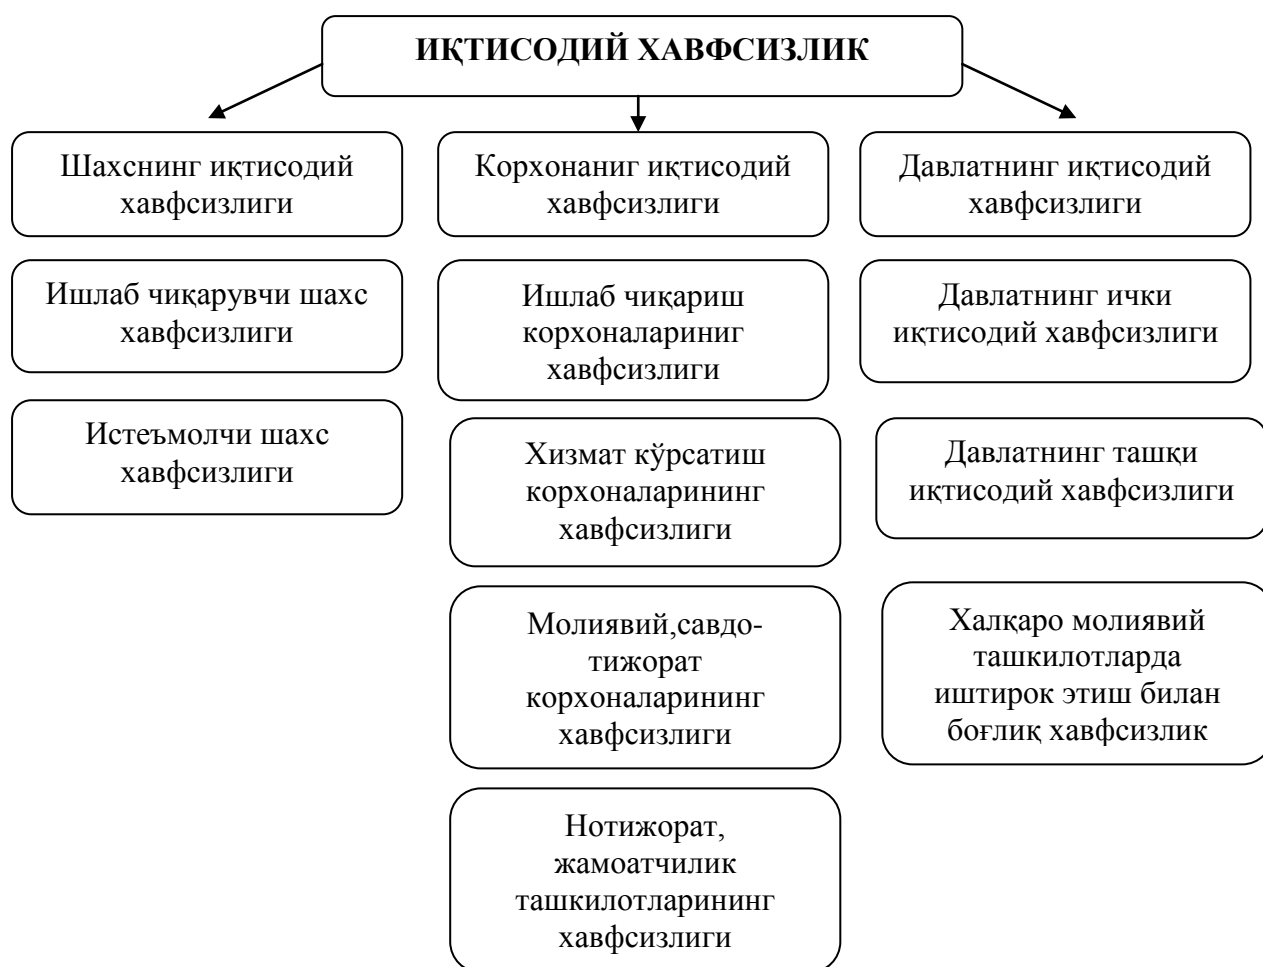 ИҚТИСОДИЙ ХАВФСИЗЛИК
Шахснинг иқтисодий
хавфсизлиги
Ишлаб чиқарувчи шахс
хавфсизлиги
Истеъмолчи шахс
хавфсизлиги
Корхонаниг иқтисодий
хавфсизлиги
Ишлаб чиқариш
корхоналариниг
хавфсизлиги
Хизмат кўрсатиш
корхоналарининг
хавфсизлиги
Молиявий,савдо-
тижорат
корхоналарининг
хавфсизлиги
Нотижорат,
жамоатчилик
ташкилотларининг
хавфсизлиги
Давлатнинг иқтисодий
хавфсизлиги
Давлатнинг ички
иқтисодий хавфсизлиги
Давлатнинг ташқи
иқтисодий хавфсизлиги
Халқаро молиявий
ташкилотларда
иштирок этиш билан
боғлиқ хавфсизлик